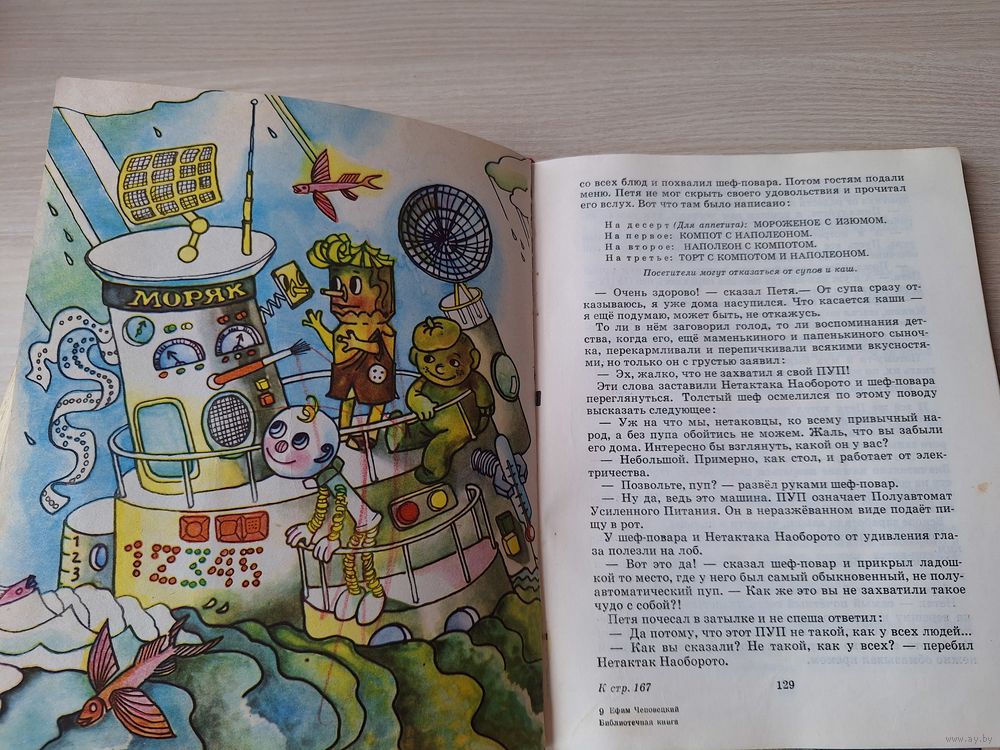 МОРЯК
1
2
3
12345
со всех блюд и похвалил шеф-повара. Потом гостям подали
меню. Петя не мог скрыть своего удовольствия и прочитал
его вслух. Вот что там было написано:
На десерт (Для аппетита): МОРОЖЕНОЕ С ИЗЮМОМ.
На первое: КОМПОТ С НАПОЛЕОНОМ.
На второе: НАПОЛЕОН С КОМПОТОМ.
На третье: ТОРТ С КОМПОТОМ И НАПОЛЕОНОМ.
Посетители могут отказаться от супов и каш.
— Очень здорово! — сказал Петя.— От супа сразу от-
казываюсь, я уже дома насупился. Что касается каши —
я ещё подумаю, может быть, не откажусь.
То ли в нём заговорил голод, то ли воспоминания дет-
ства, когда его, ещё маменькиного и папенькиного сыноч-
ка, перекармливали и перепичкивали всякими вкусностя-
ми, но только он с грустью заявил:
— Эх, жалко, что не захватил я свой ПУП!
Эти слова заставили Нетактака Наоборото и шеф-повара
переглянуться. Толстый шеф осмелился по этому поводу
высказать следующее:
— Уж на что мы, нетаковцы, ко всему привычный на-
род, а без пупа обойтись не можем. Жаль, что вы забыли
его дома. Интересно бы взглянуть, какой он у вас?
— Небольшой. Примерно, как стол, и работает от элек-
тричества.
— Позвольте, пуп? — развёл руками шеф-повар.
— Ну да, ведь это машина. ПУП означает Полуавтомат
Усиленного Питания. Он в неразжёванном виде подаёт пи-
щу в рот.
У шеф-повара и Нетактака Наоборото от удивления гла-
за полезли на лоб.
— Вот это да! — сказал шеф-повар и прикрыл ладош-
кой то место, где у него был самый обыкновенный, не полу-
автоматический пуп. — Как же это вы не захватили такое
чудо с собой?!
Петя почесал в затылке и не спеша ответил:
— Да потому, что этот ПУП не такой, как у всех людей...
— Как вы сказали? Не такой, как у всех? — перебил
Нетактак Наоборото.
К стр. 167
129
9 Ефим Чеповецкий
Библиотечная книга
www.ay.by